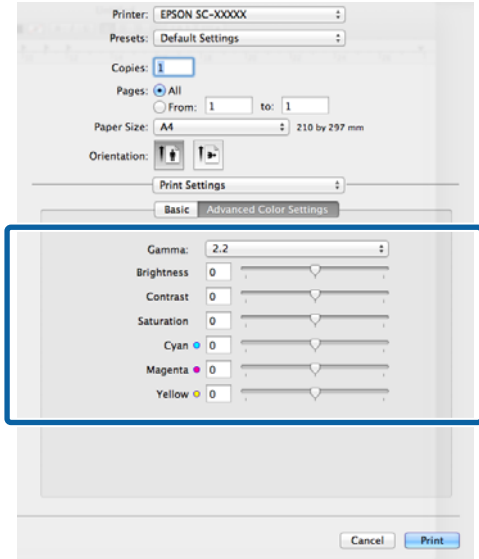 Printer: EPSON SC-XXXXX
Presets: Default Settings
Copies: 1
Pages: All
From: 1 to: 1
Paper Size: A4 210 by 297 mm
Orientation:
Print Settings
Basic Advanced Color Settings
Gamma: 2.2
Brightness 0
Contrast 0
Saturation 0
Cyan 0
Magenta 0
Yellow 0
Cancel Print